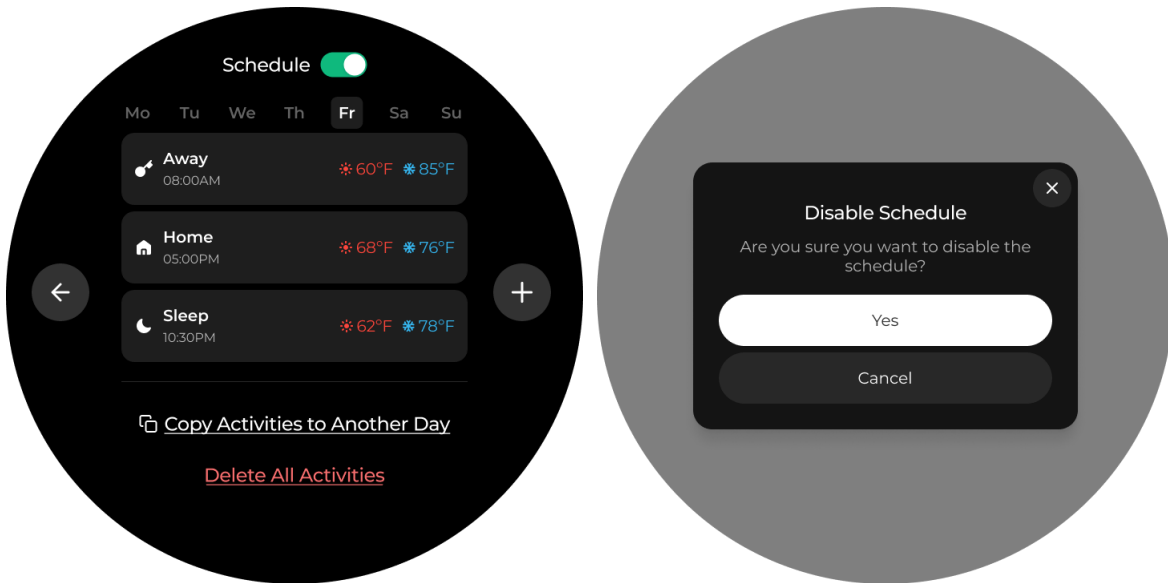 Schedule
Mo Tu We Th Fr Sa Su
Away
08:00AM
60°F 85°F
Home
05:00PM
68°F 76°F
Sleep
10:30PM
62°F 78°F
Copy Activities to Another Day
Delete All Activities
Disable Schedule
Are you sure you want to disable the
schedule?
Yes
Cancel